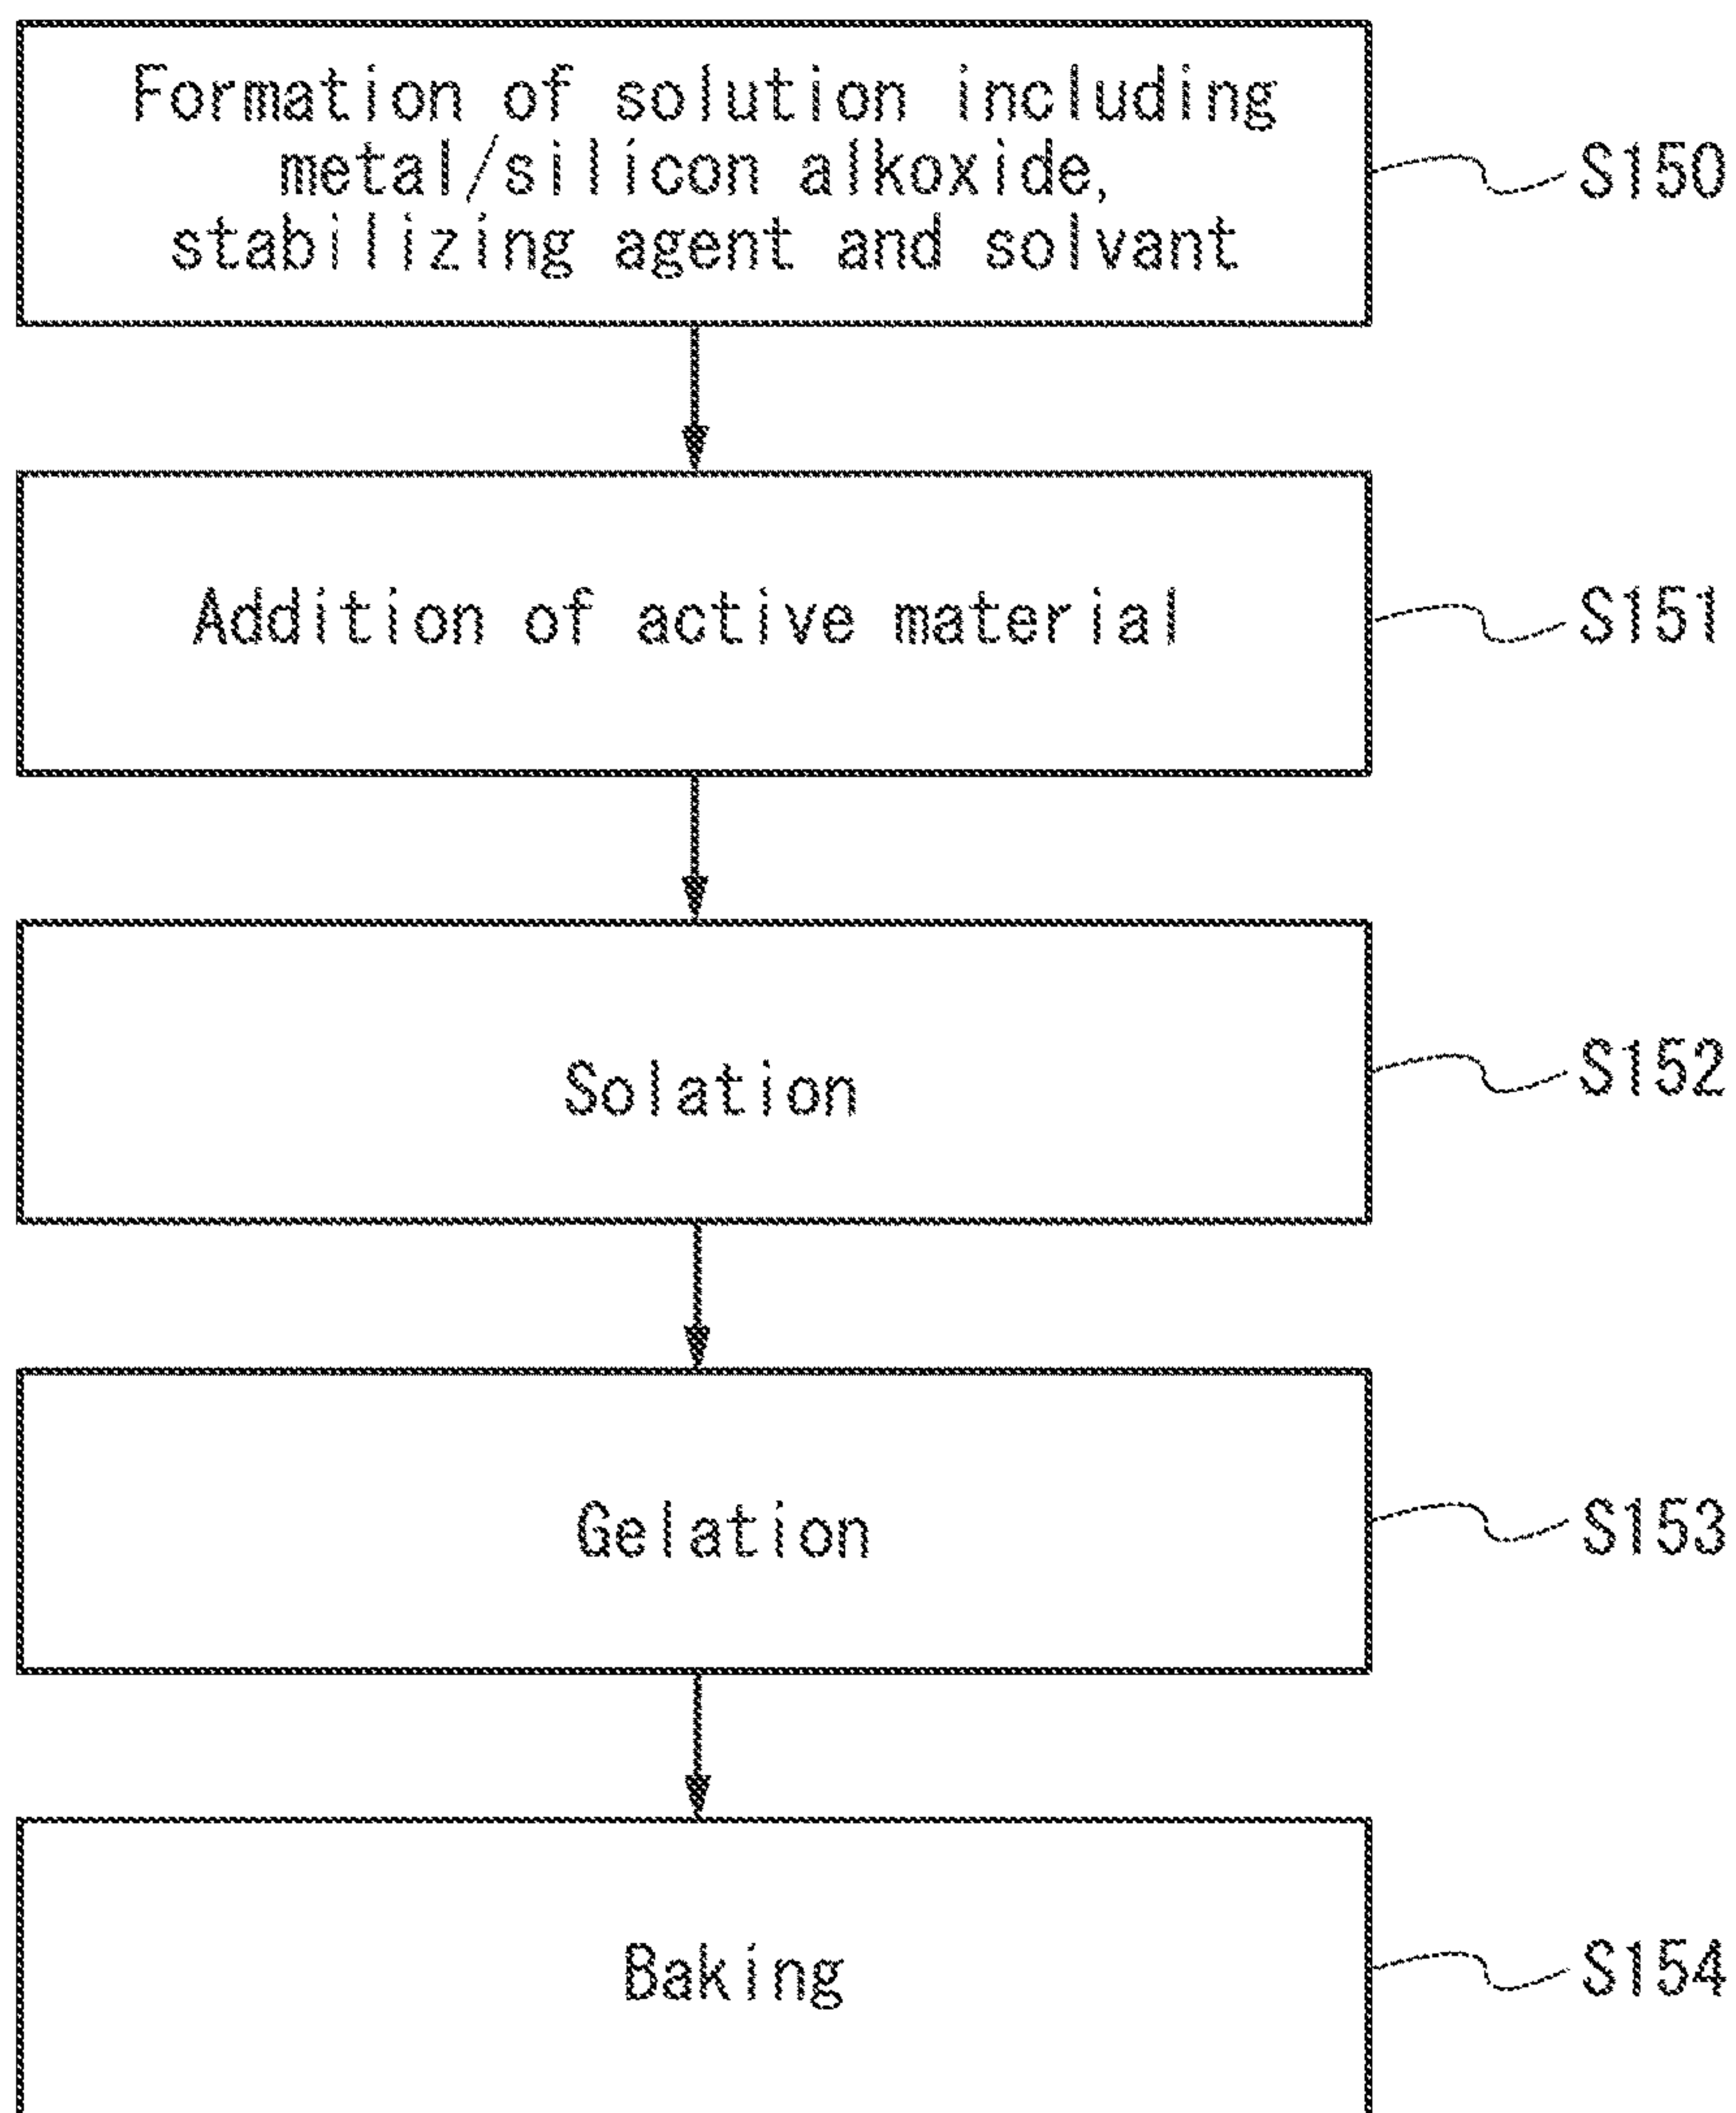 Formation of solution including
metal/silicon alkoxide,
stabilizing agent and solvant
S150
Addition of active material
S151
Solation
S152
Gelation
S153
Baking
S154